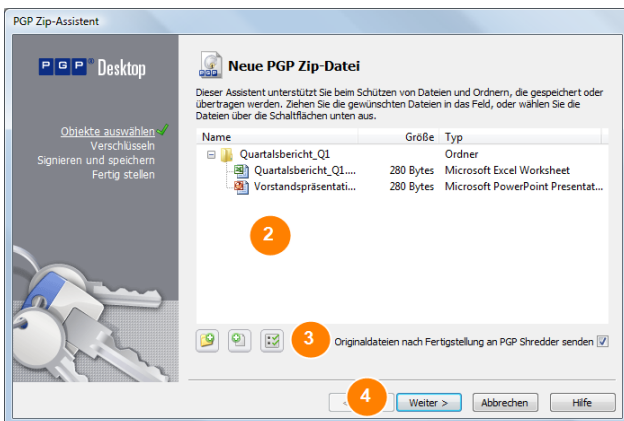 PGP Zip-Assistent
PGP® Desktop
Neue PGP Zip-Datei
Dieser Assistent unterstützt Sie beim Schützen von Dateien und Ordnern, die gespeichert oder
übertragen werden. Ziehen Sie die gewünschten Dateien in das Feld, oder wählen Sie die
Dateien über die Schaltflächen unten aus.
Objekte auswählen
Verschlüsseln
Signieren und speichern
Fertig stellen
Name Größe Typ
Quartalsbericht_Q1 Ordner
Quartalsbericht_Q1.... 280 Bytes Microsoft Excel Worksheet
Vorstandspräsentati... 280 Bytes Microsoft PowerPoint Presentat...
2
3 Originaldateien nach Fertigstellung an PGP Shredder senden
< 4 Weiter > Abbrechen Hilfe